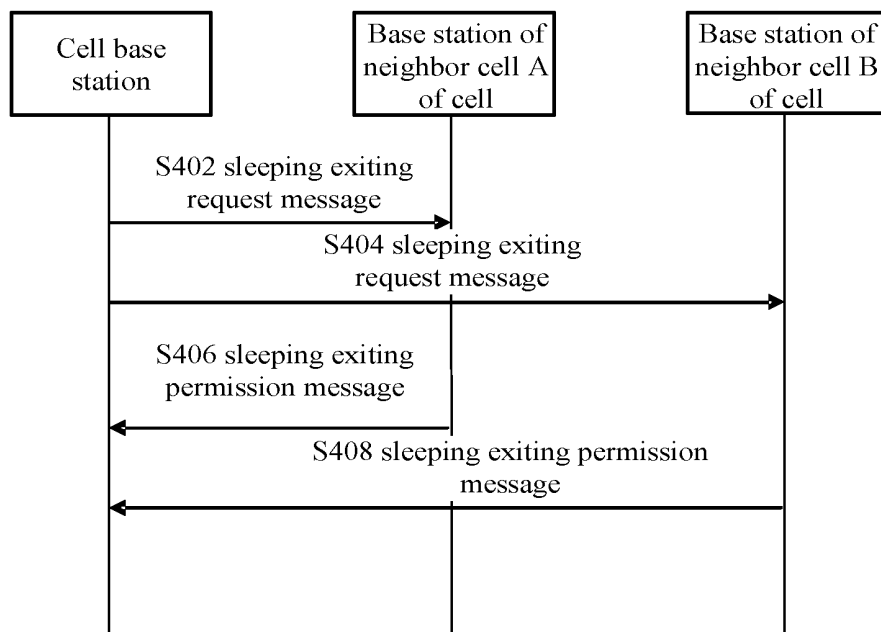 Cell base
station
Base station of
neighbor cell A
of cell
Base station of
neighbor cell B
of cell
S402 sleeping exiting
request message
S404 sleeping exiting
request message
S406 sleeping exiting
permission message
S408 sleeping exiting permission
message